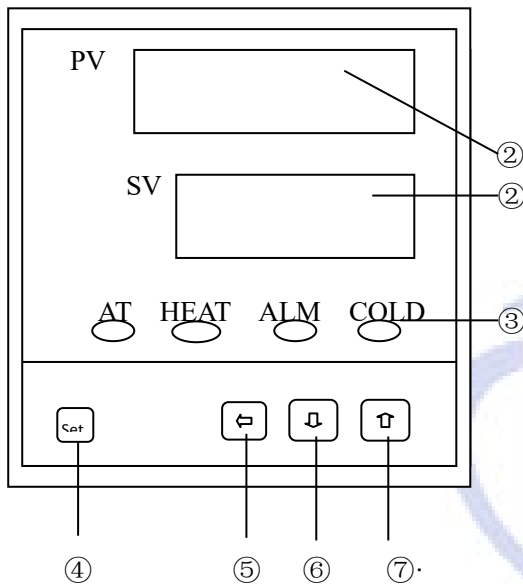 PV
②
SV
②
AT HEAT ALM COLD
③
Set
④ ⑤ ⑥ ⑦.